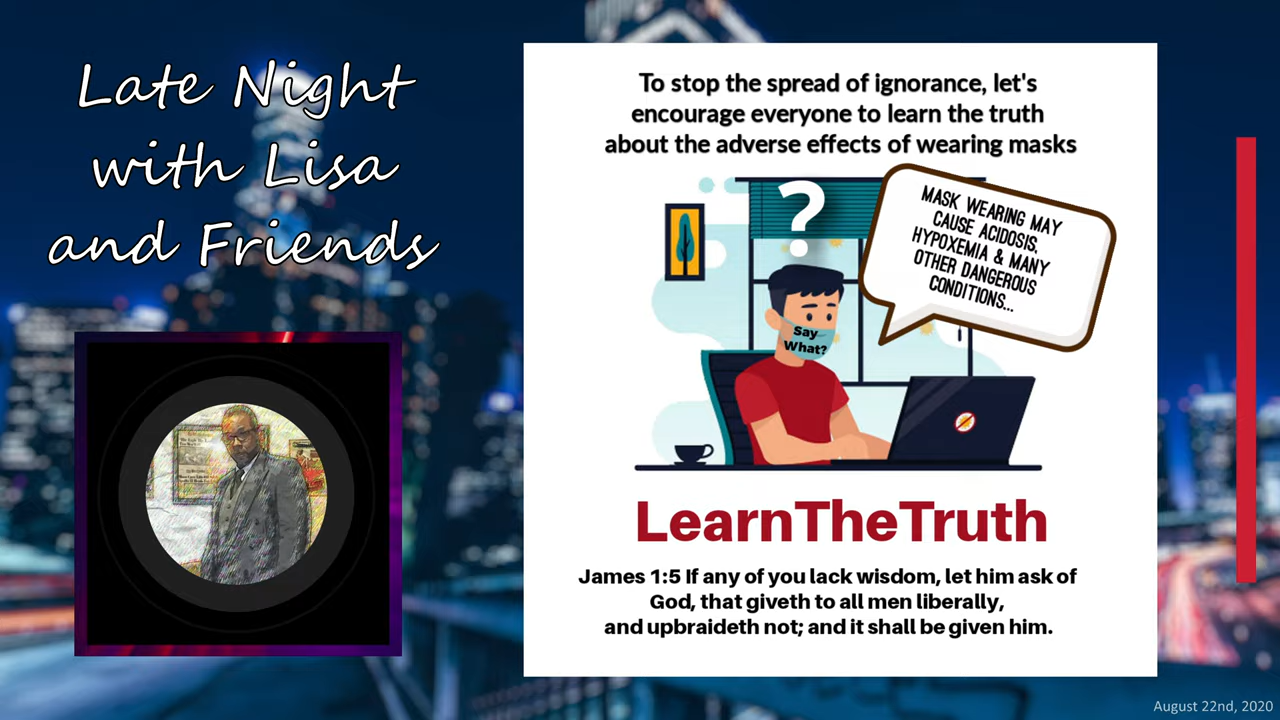 Late Night
with Lisa
and Friends
To stop the spread of ignorance, let's
encourage everyone to learn the truth
about the adverse effects of wearing masks
?
MASK WEARING MAY
CAUSE ACIDOSIS,
HYPOXEMIA & MANY
OTHER DANGEROUS
CONDITIONS...
Say
What?
LearnTheTruth
James 1:5 If any of you lack wisdom, let him ask of
God, that giveth to all men liberally,
and upbraideth not; and it shall be given him.
August 22nd, 2020